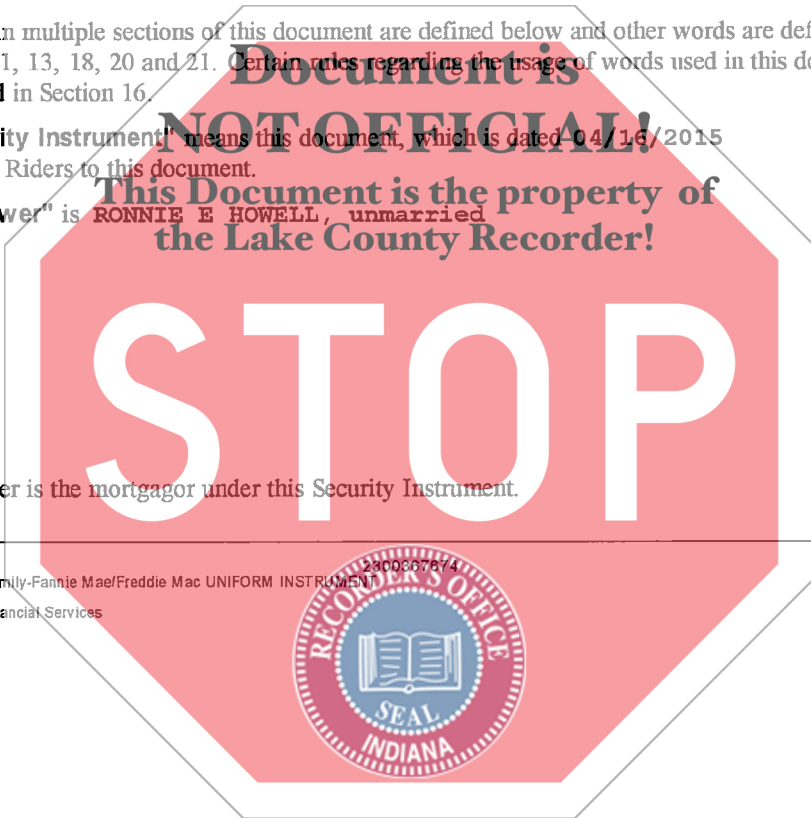 n multiple sections of this document are defined below and other words are def
1, 13, 18, 20 and 21. Certain rules regarding the usage of words used in this do
in Section 16.
Document is
NOT OFFICIAL!
This Document is the property of
the Lake County Recorder!
ity Instrument" means this document, which is dated 04/16/2015
Riders to this document.
wer" is RONNIE E HOWELL, unmarried
STOP
er is the mortgagor under this Security Instrument.
2300367874
mily-Fannie Mae/Freddie Mac UNIFORM INSTRUMENT
ancial Services
RECORDER'S OFFICE
SEAL
INDIANA